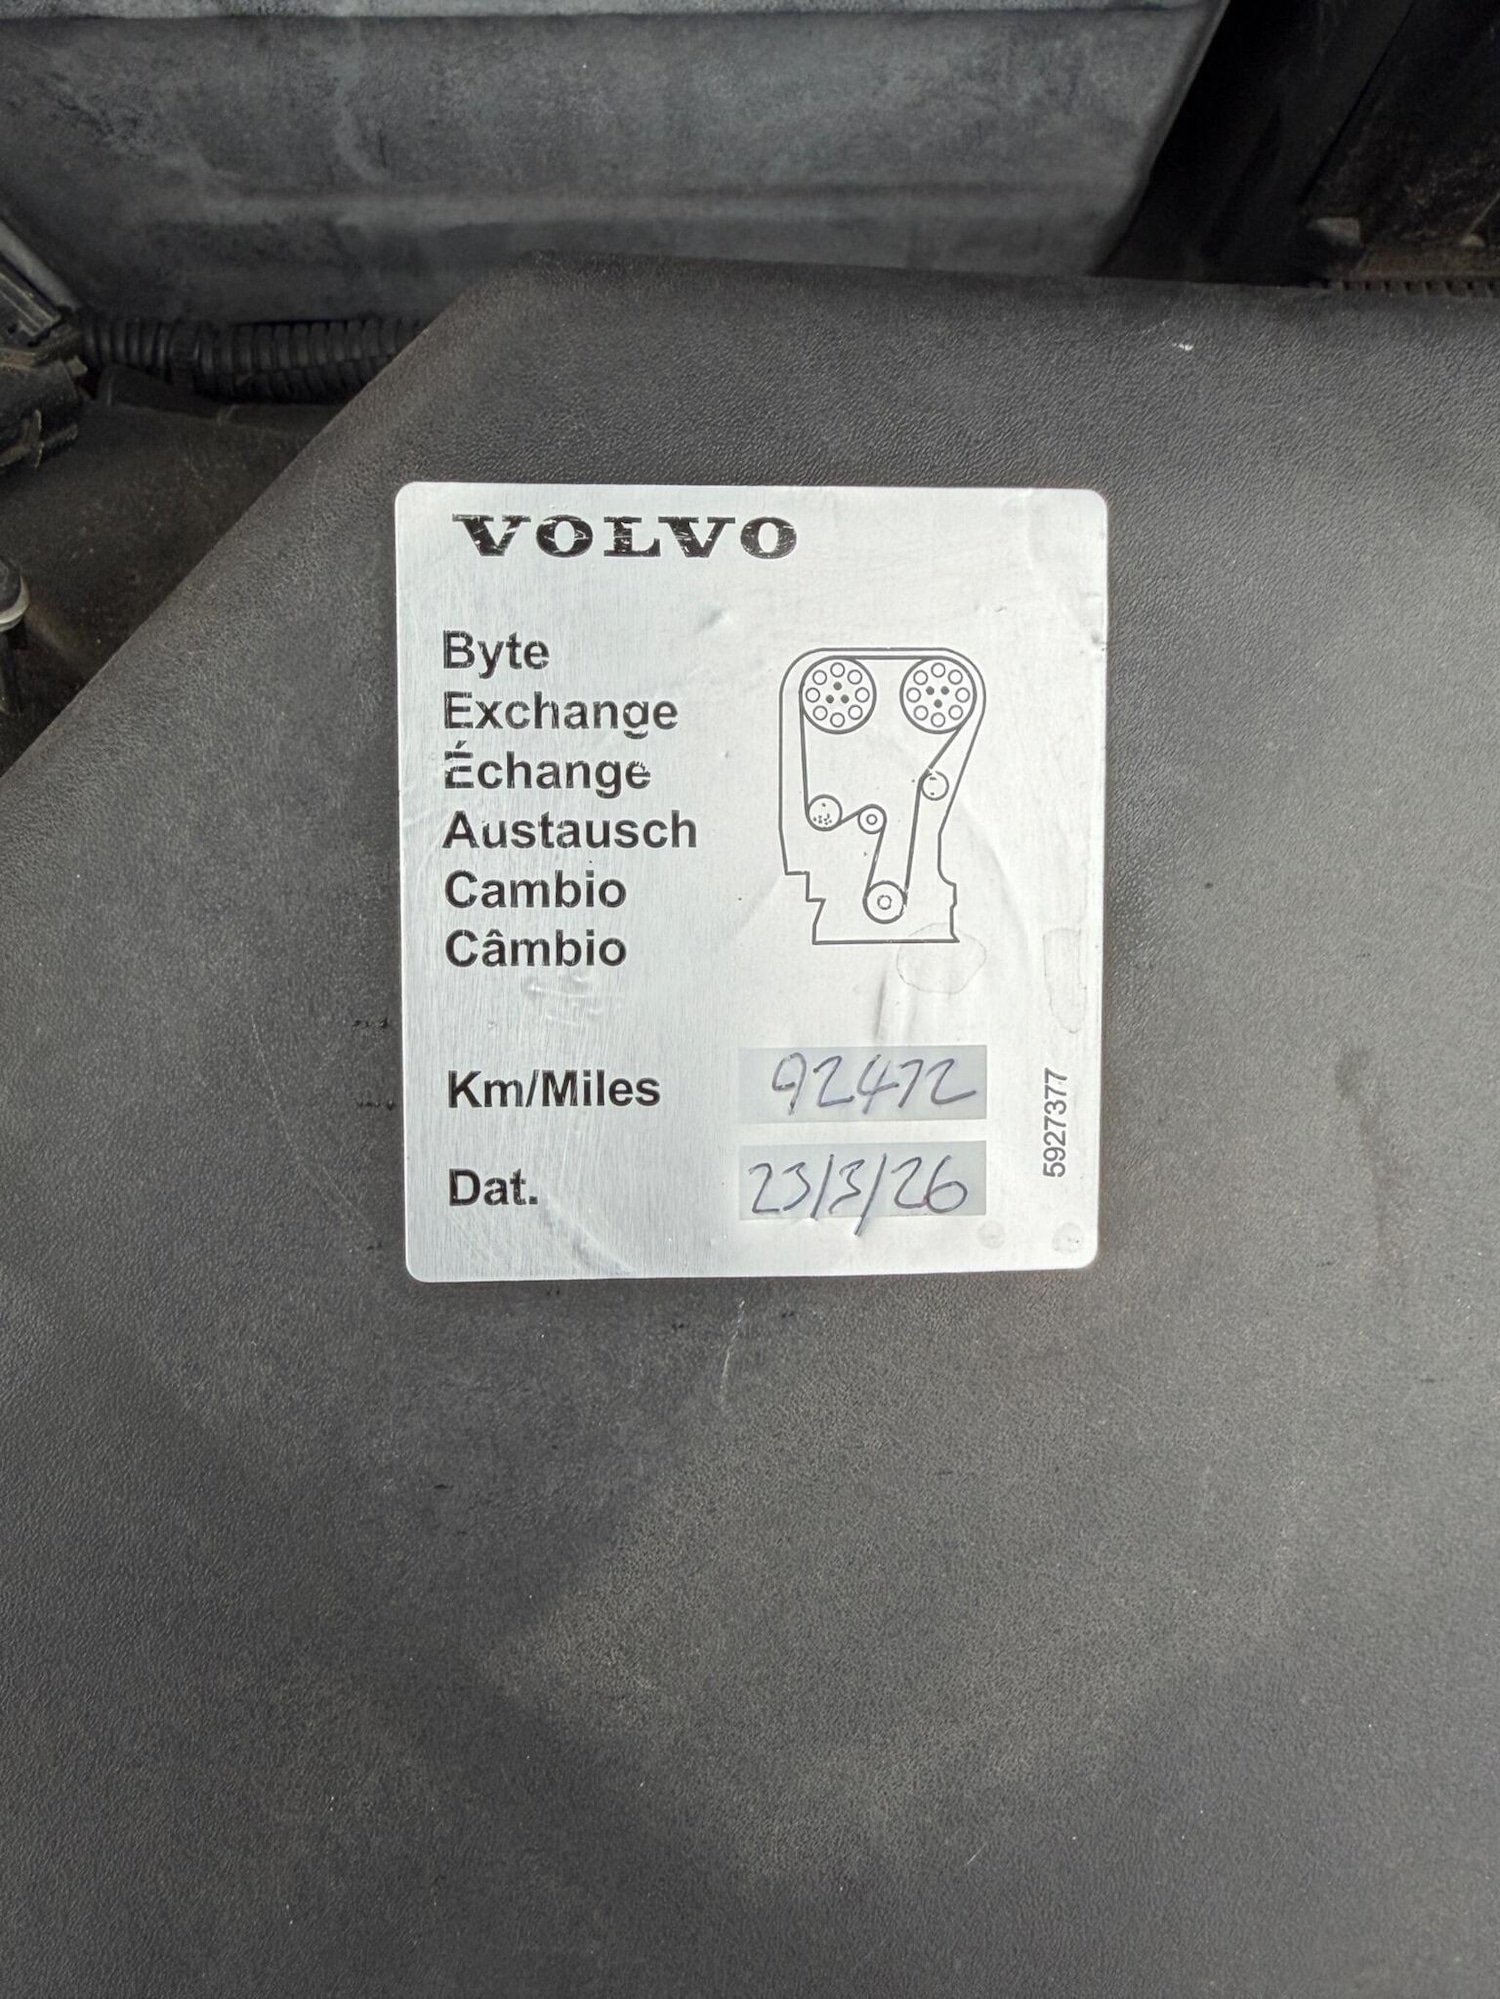 VOLVO
Byte
Exchange
Échange
Austausch
Cambio
Câmbio
Km/Miles 92472
Dat. 23/3/26
5927377